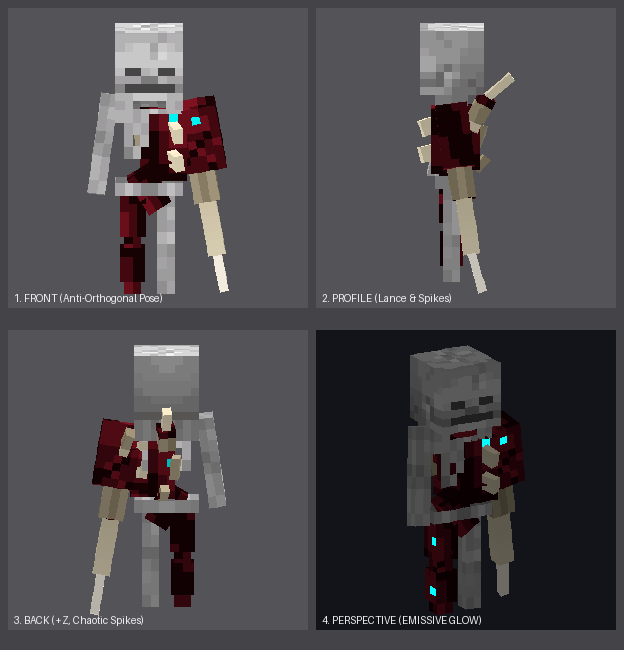 1. FRONT (Anti-Orthogonal Pose)
2. PROFILE (Lance & Spikes)
3. BACK (+Z, Chaotic Spikes)
4. PERSPECTIVE (EMISSIVE GLOW)